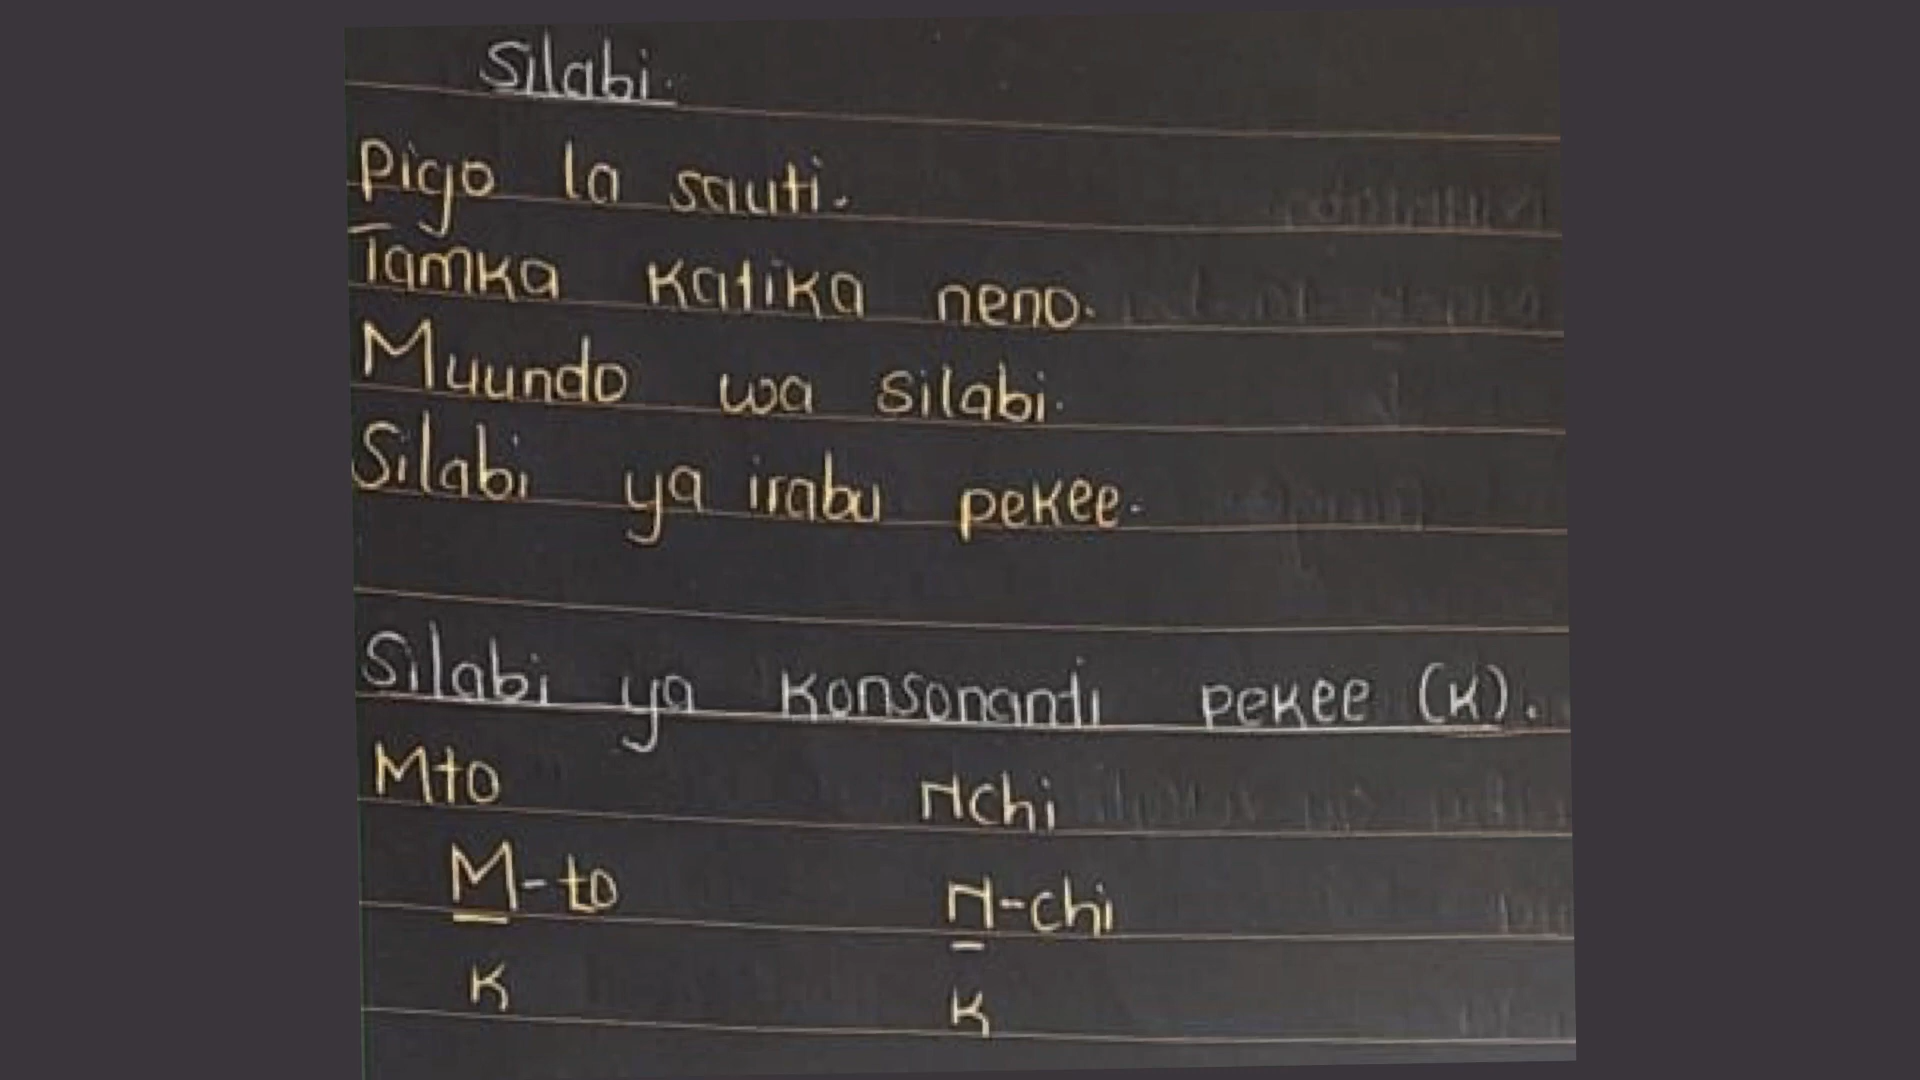 Silabi.
Pigo la sauti.
Tamka katika neno.
Muundo wa silabi.
Silabi ya irabu pekee.
Silabi ya konsonanti pekee (K).
Mto Nchi
M-to N-chi
K K